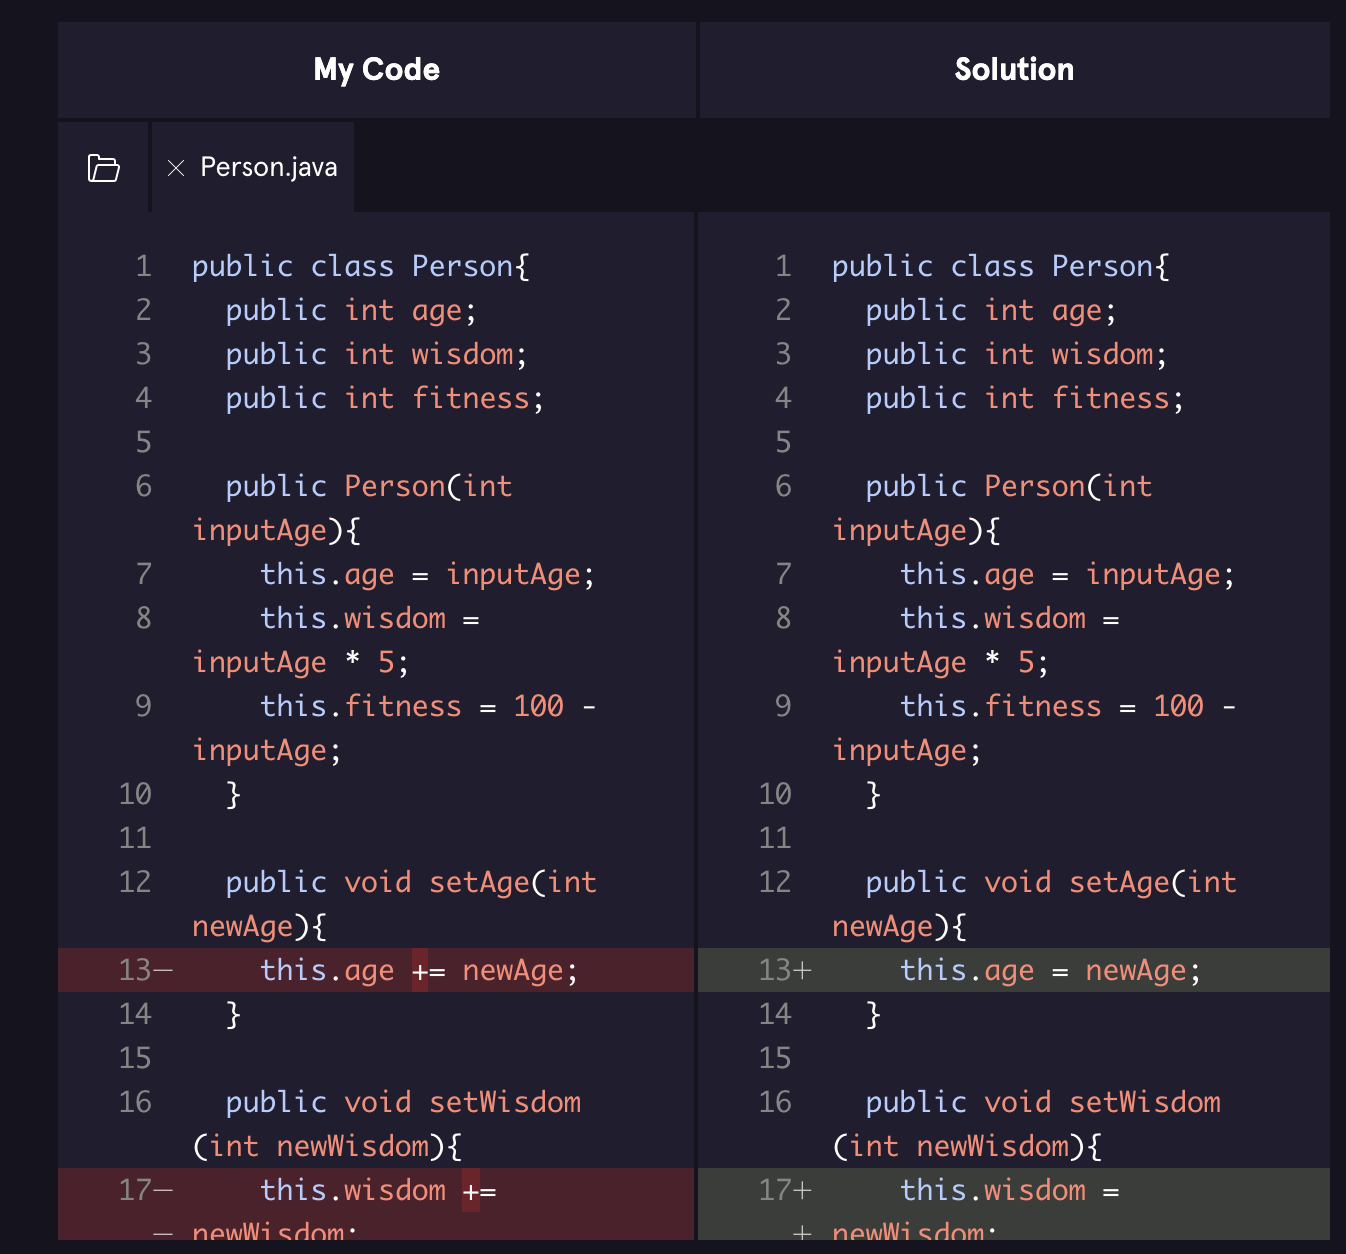 My Code
Solution
Person.java
1 public class Person{
2 public int age;
3 public int wisdom;
4 public int fitness;
5
6 public Person(int
inputAge){
7 this.age = inputAge;
8 this.wisdom =
inputAge * 5;
9 this.fitness = 100 -
inputAge;
10 }
11
12 public void setAge(int
newAge){
13— this.age += newAge;
14 }
15
16 public void setWisdom
(int newWisdom){
17— this.wisdom +=
— newWisdom;
1 public class Person{
2 public int age;
3 public int wisdom;
4 public int fitness;
5
6 public Person(int
inputAge){
7 this.age = inputAge;
8 this.wisdom =
inputAge * 5;
9 this.fitness = 100 -
inputAge;
10 }
11
12 public void setAge(int
newAge){
13+ this.age = newAge;
14 }
15
16 public void setWisdom
(int newWisdom){
17+ this.wisdom =
+ newWisdom;